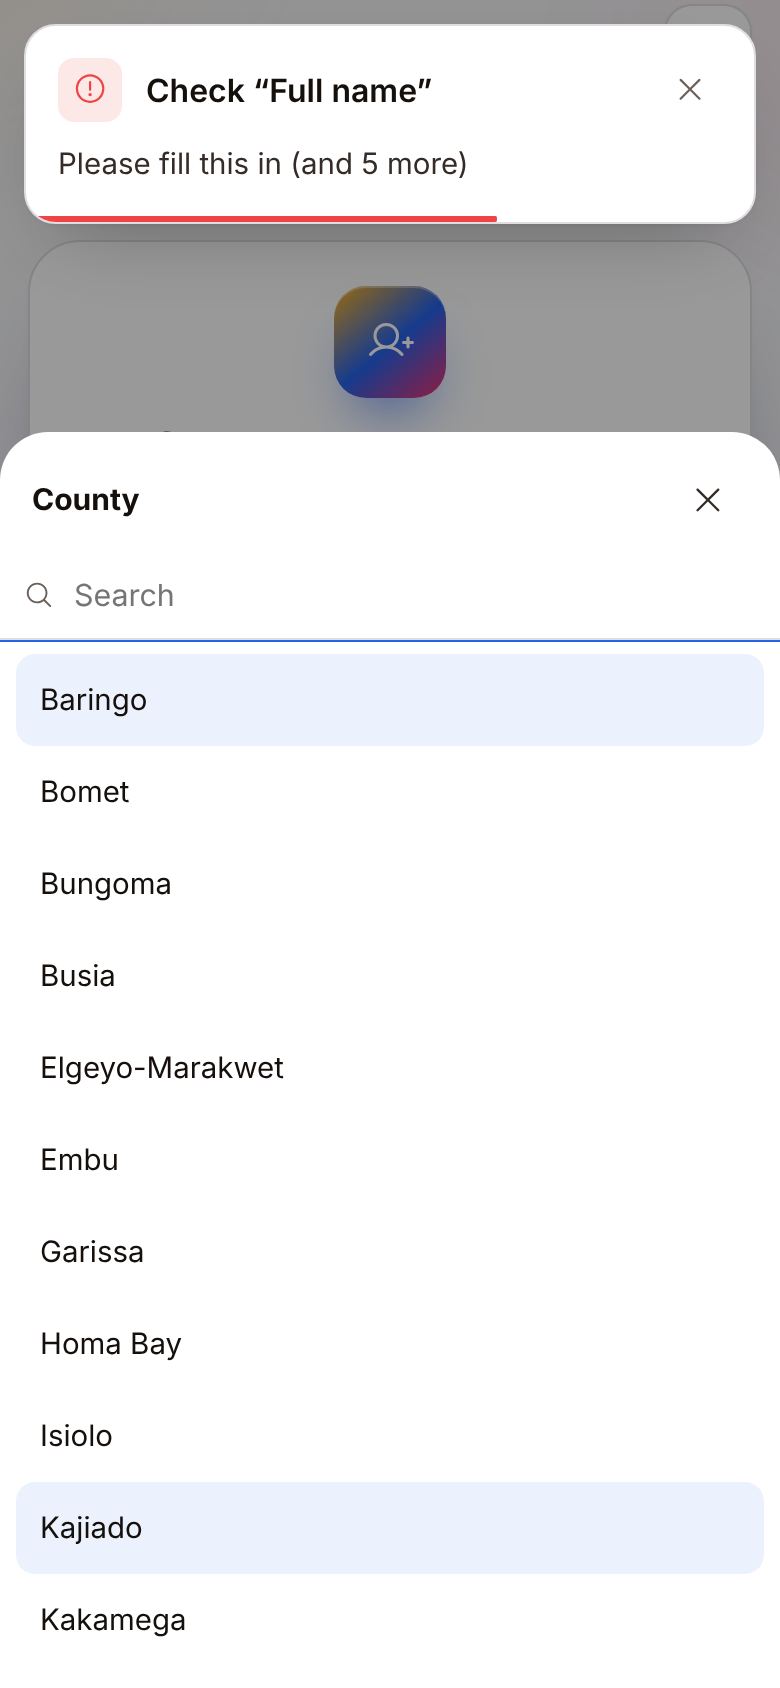 Check “Full name”
Please fill this in (and 5 more)
County
Search
Baringo
Bomet
Bungoma
Busia
Elgeyo-Marakwet
Embu
Garissa
Homa Bay
Isiolo
Kajiado
Kakamega